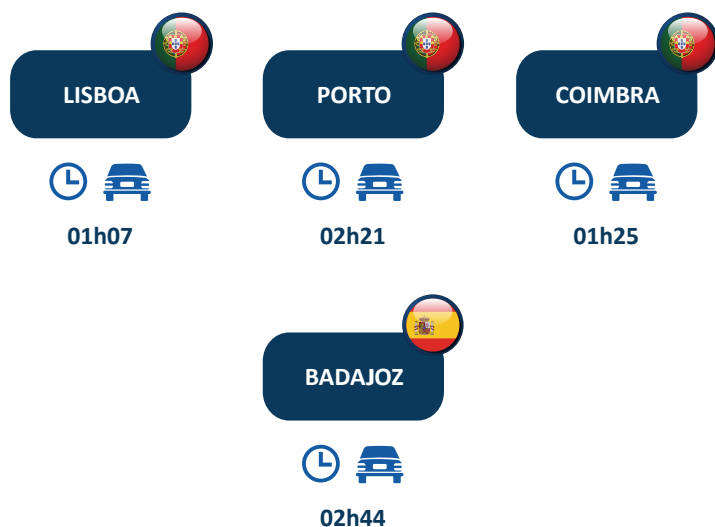 LISBOA
PORTO
COIMBRA
01h07
02h21
01h25
BADAJOZ
02h44